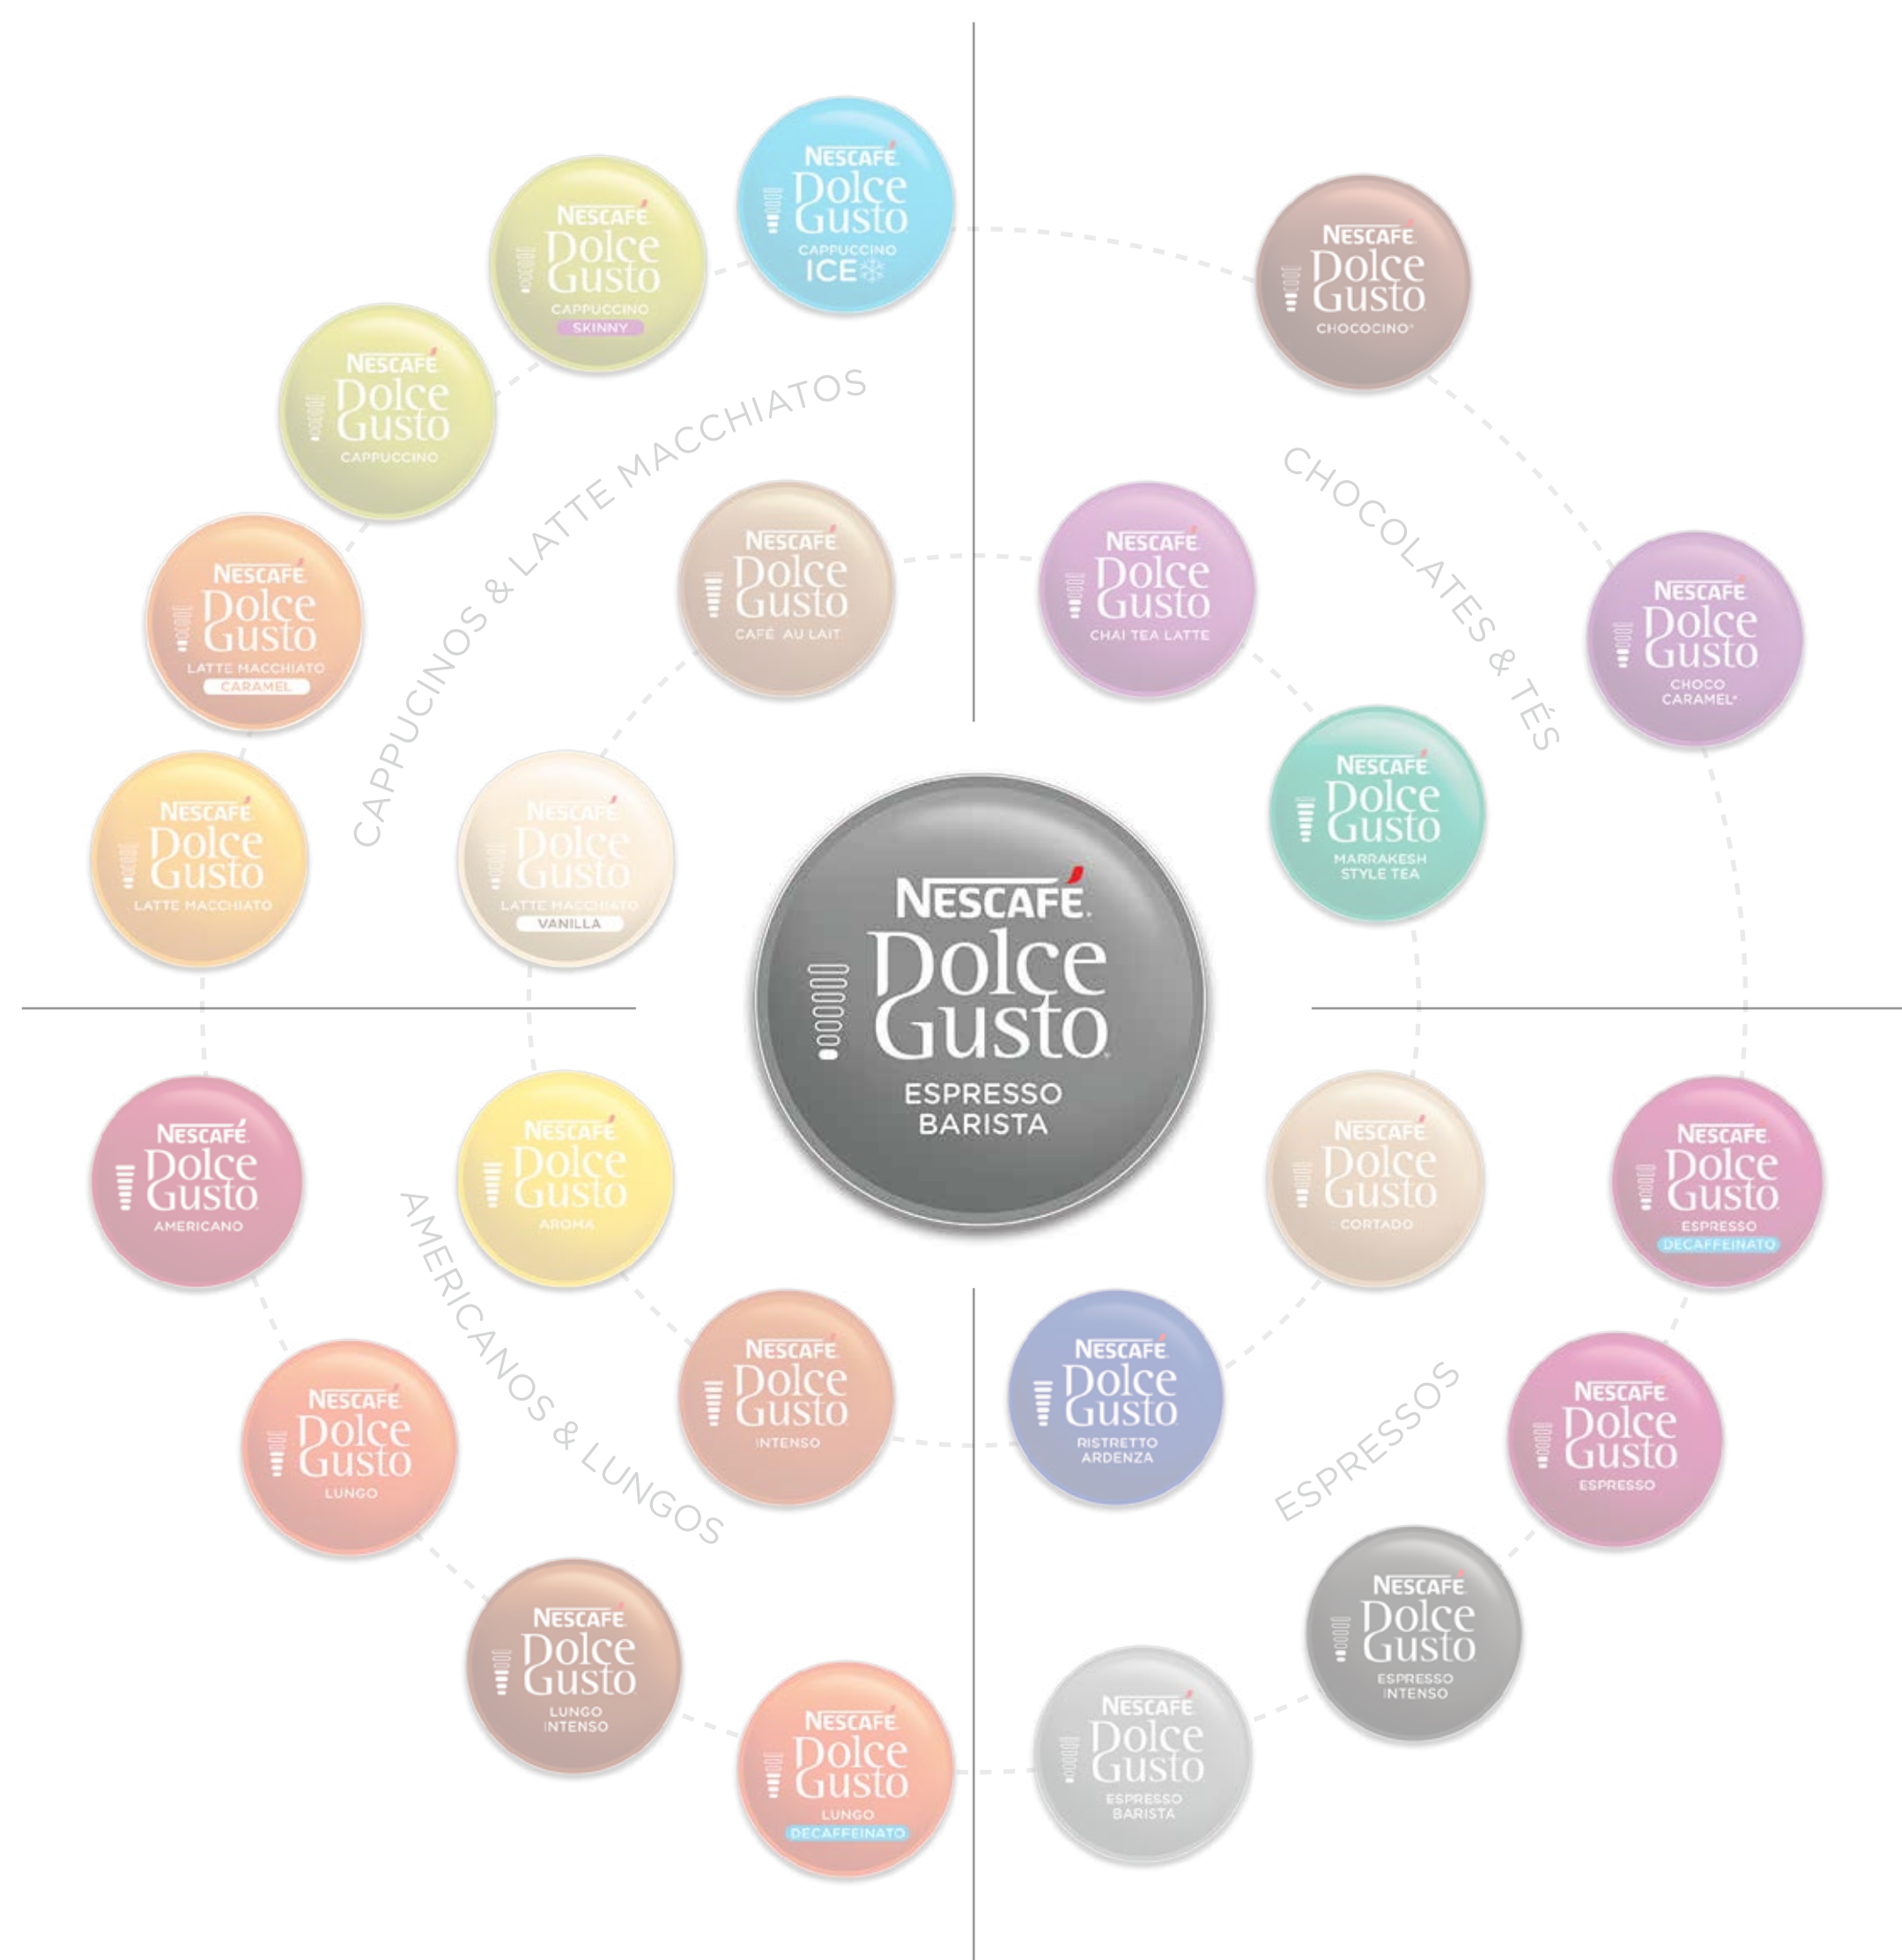 NESCAFÉ
Dolce
Gusto
CAPPUCCINO
ICE
NESCAFÉ
Dolce
Gusto
CAPPUCCINO
SKINNY
NESCAFÉ
Dolce
Gusto
CAPPUCCINO
NESCAFÉ
Dolce
Gusto
LATTE MACCHIATO
CARAMEL
NESCAFÉ
Dolce
Gusto
LATTE MACCHIATO
CAPPUCINOS & LATTE MACCHIATOS
NESCAFÉ
Dolce
Gusto
CAFÉ AU LAIT
NESCAFÉ
Dolce
Gusto
LATTE MACCHIATO
VANILLA
NESCAFÉ
Dolce
Gusto
CHOCOCINO*
NESCAFÉ
Dolce
Gusto
CHOCO
CARAMEL*
CHOCOLATES & TÉS
NESCAFÉ
Dolce
Gusto
CHAI TEA LATTE
NESCAFÉ
Dolce
Gusto
MARRAKESH
STYLE TEA
NESCAFÉ.
Dolce
Gusto
ESPRESSO
BARISTA
NESCAFÉ
Dolce
Gusto
AMERICANO
NESCAFÉ
Dolce
Gusto
AROMA
AMERICANOS & LUNGOS
NESCAFÉ
Dolce
Gusto
INTENSO
NESCAFÉ
Dolce
Gusto
LUNGO
NESCAFÉ
Dolce
Gusto
LUNGO
INTENSO
NESCAFÉ
Dolce
Gusto
LUNGO
DECAFFEINATO
NESCAFÉ
Dolce
Gusto
CORTADO
NESCAFÉ
Dolce
Gusto
ESPRESSO
DECAFFEINATO
NESCAFÉ
Dolce
Gusto
RISTRETTO
ARDENZA
ESPRESSOS
NESCAFÉ
Dolce
Gusto
ESPRESSO
NESCAFÉ
Dolce
Gusto
ESPRESSO
INTENSO
NESCAFÉ
Dolce
Gusto
ESPRESSO
BARISTA